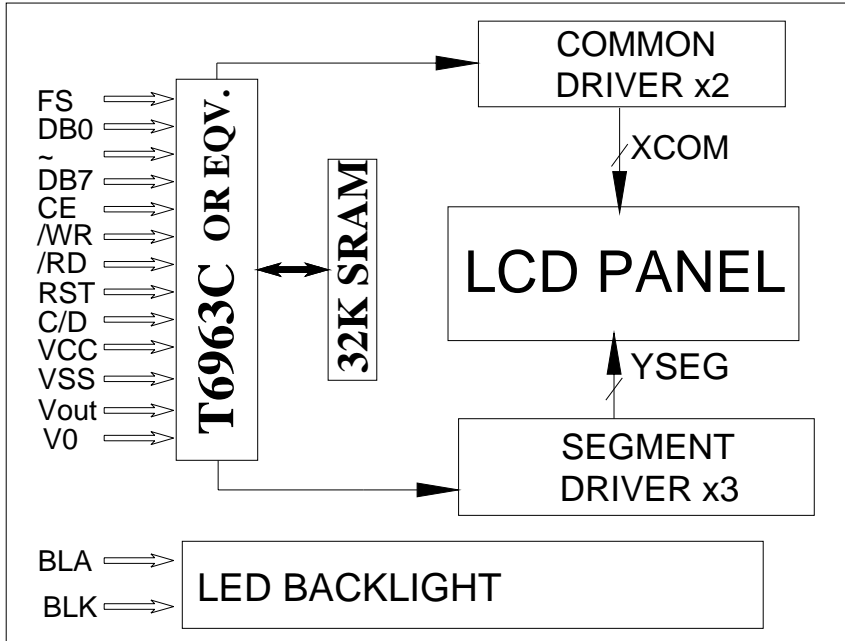 FS
DB0
~
DB7
CE
/WR
/RD
RST
C/D
VCC
VSS
Vout
V0
T6963C OR EQV.
32K SRAM
COMMON
DRIVER x2
XCOM
LCD PANEL
YSEG
SEGMENT
DRIVER x3
BLA
BLK
LED BACKLIGHT